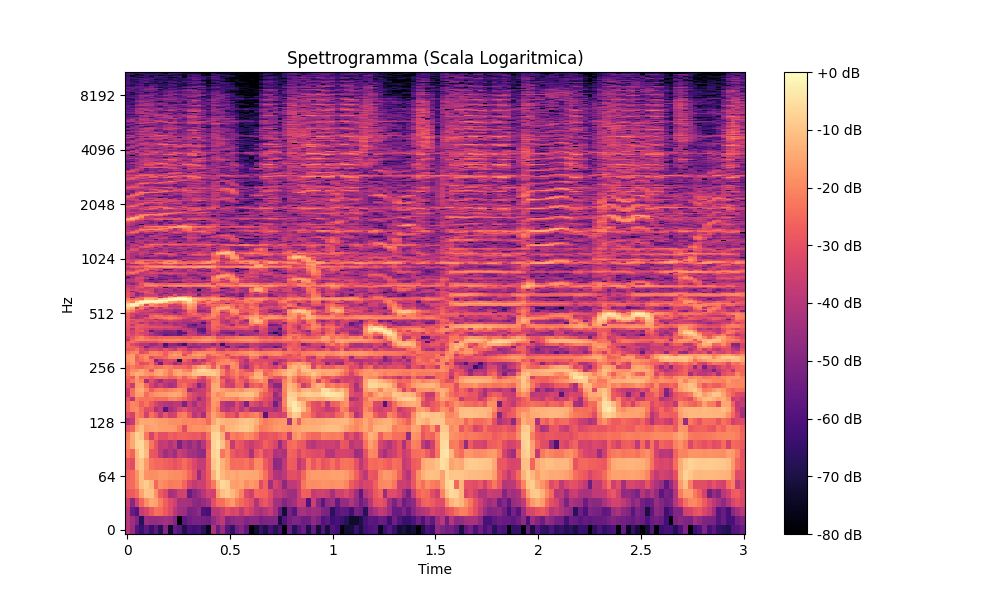 Spettrogramma (Scala Logaritmica)
Hz
8192
4096
2048
1024
512
256
128
64
0
0
0.5
1
1.5
2
2.5
3
Time
+0 dB
-10 dB
-20 dB
-30 dB
-40 dB
-50 dB
-60 dB
-70 dB
-80 dB